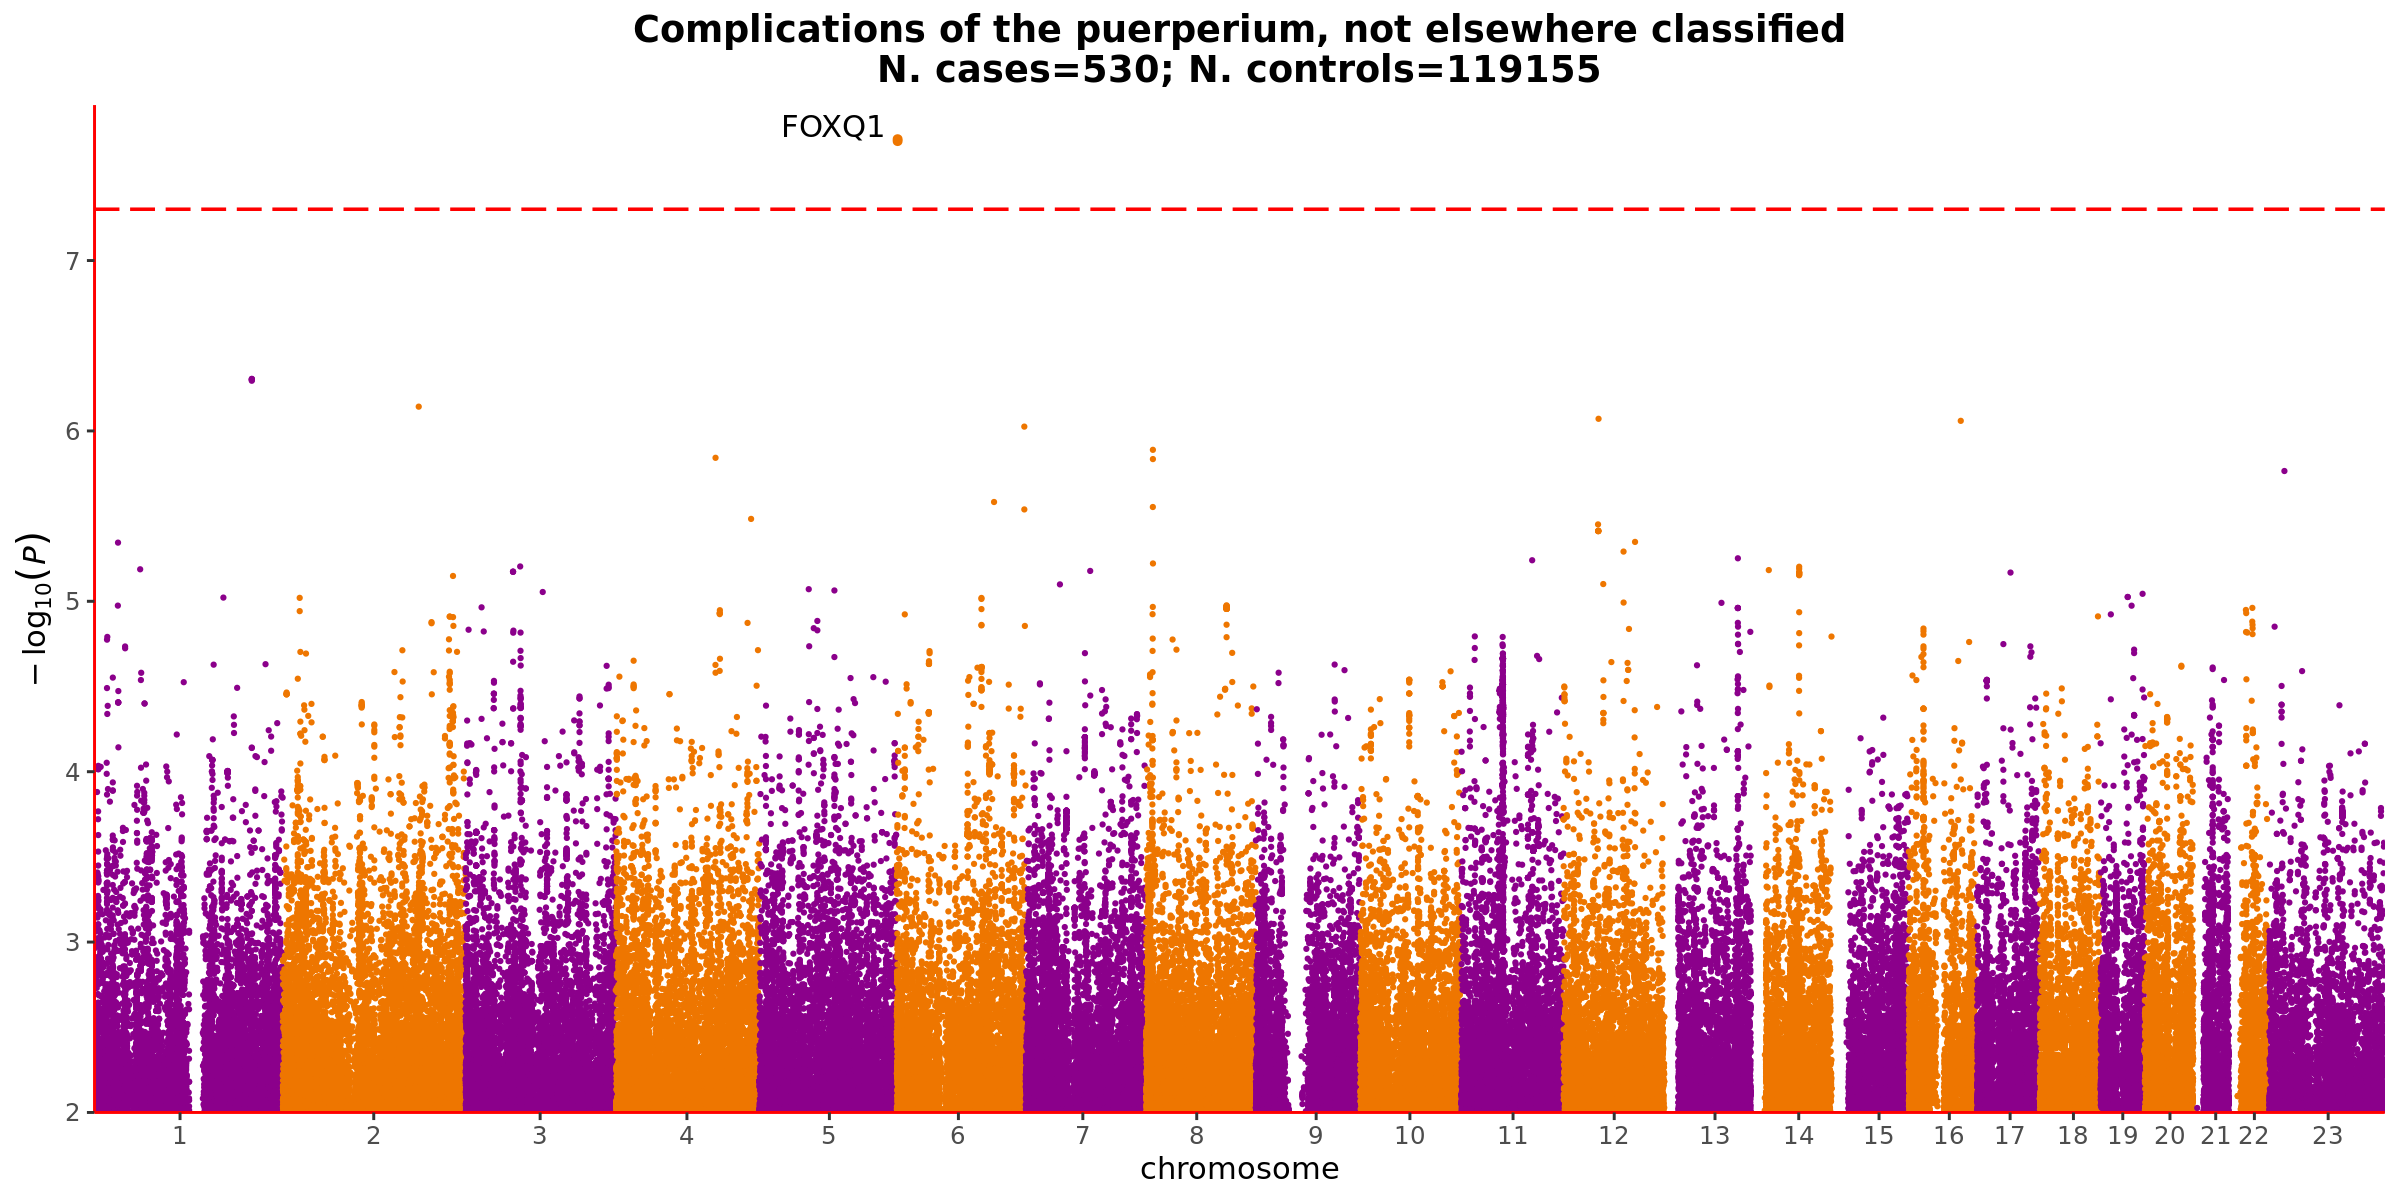 Complications of the puerperium, not elsewhere classified
N. cases=530; N. controls=119155
FOXQ1
7
6
5
4
3
2
− log₁₀(P)
1 2 3 4 5 6 7 8 9 10 11 12 13 14 15 16 17 18 19 20 21 22 23
chromosome